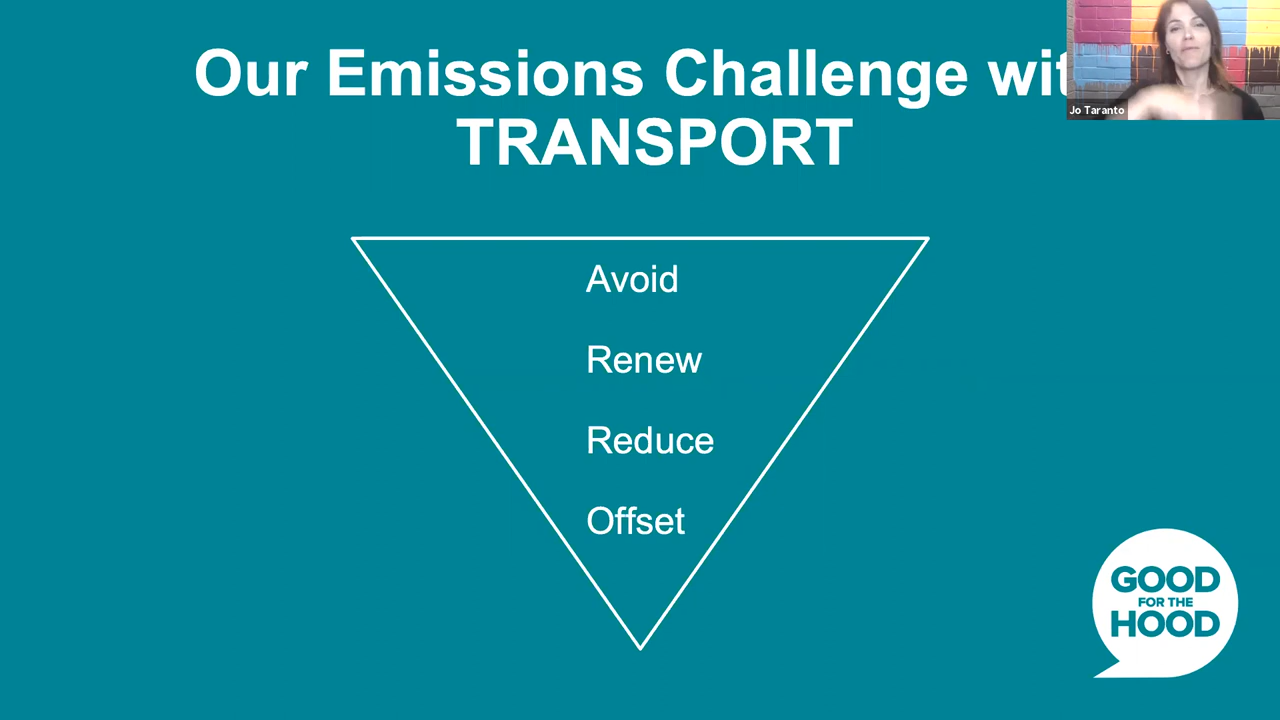 Our Emissions Challenge wit
TRANSPORT
Jo Taranto
Avoid
Renew
Reduce
Offset
GOOD
FOR THE
HOOD